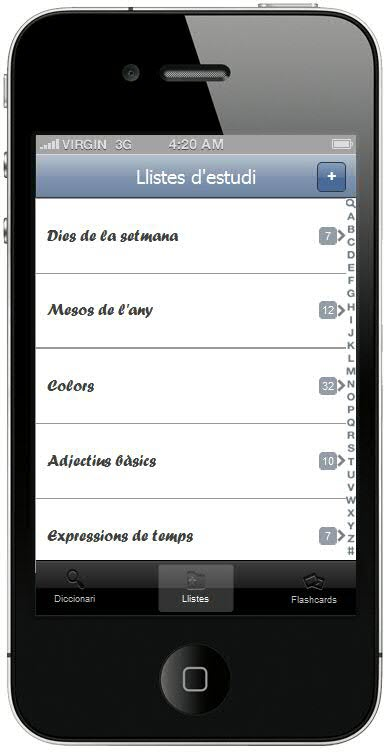 VIRGIN 3G 4:20 AM
Llistes d'estudi +
Dies de la setmana 7
Mesos de l'any 12
Colors 32
Adjectius bàsics 10
Expressions de temps 7
A
B
C
D
E
F
G
H
I
J
K
L
M
N
O
P
Q
R
S
T
U
V
W
X
Y
Z
#
Diccionari Llistes Flashcards